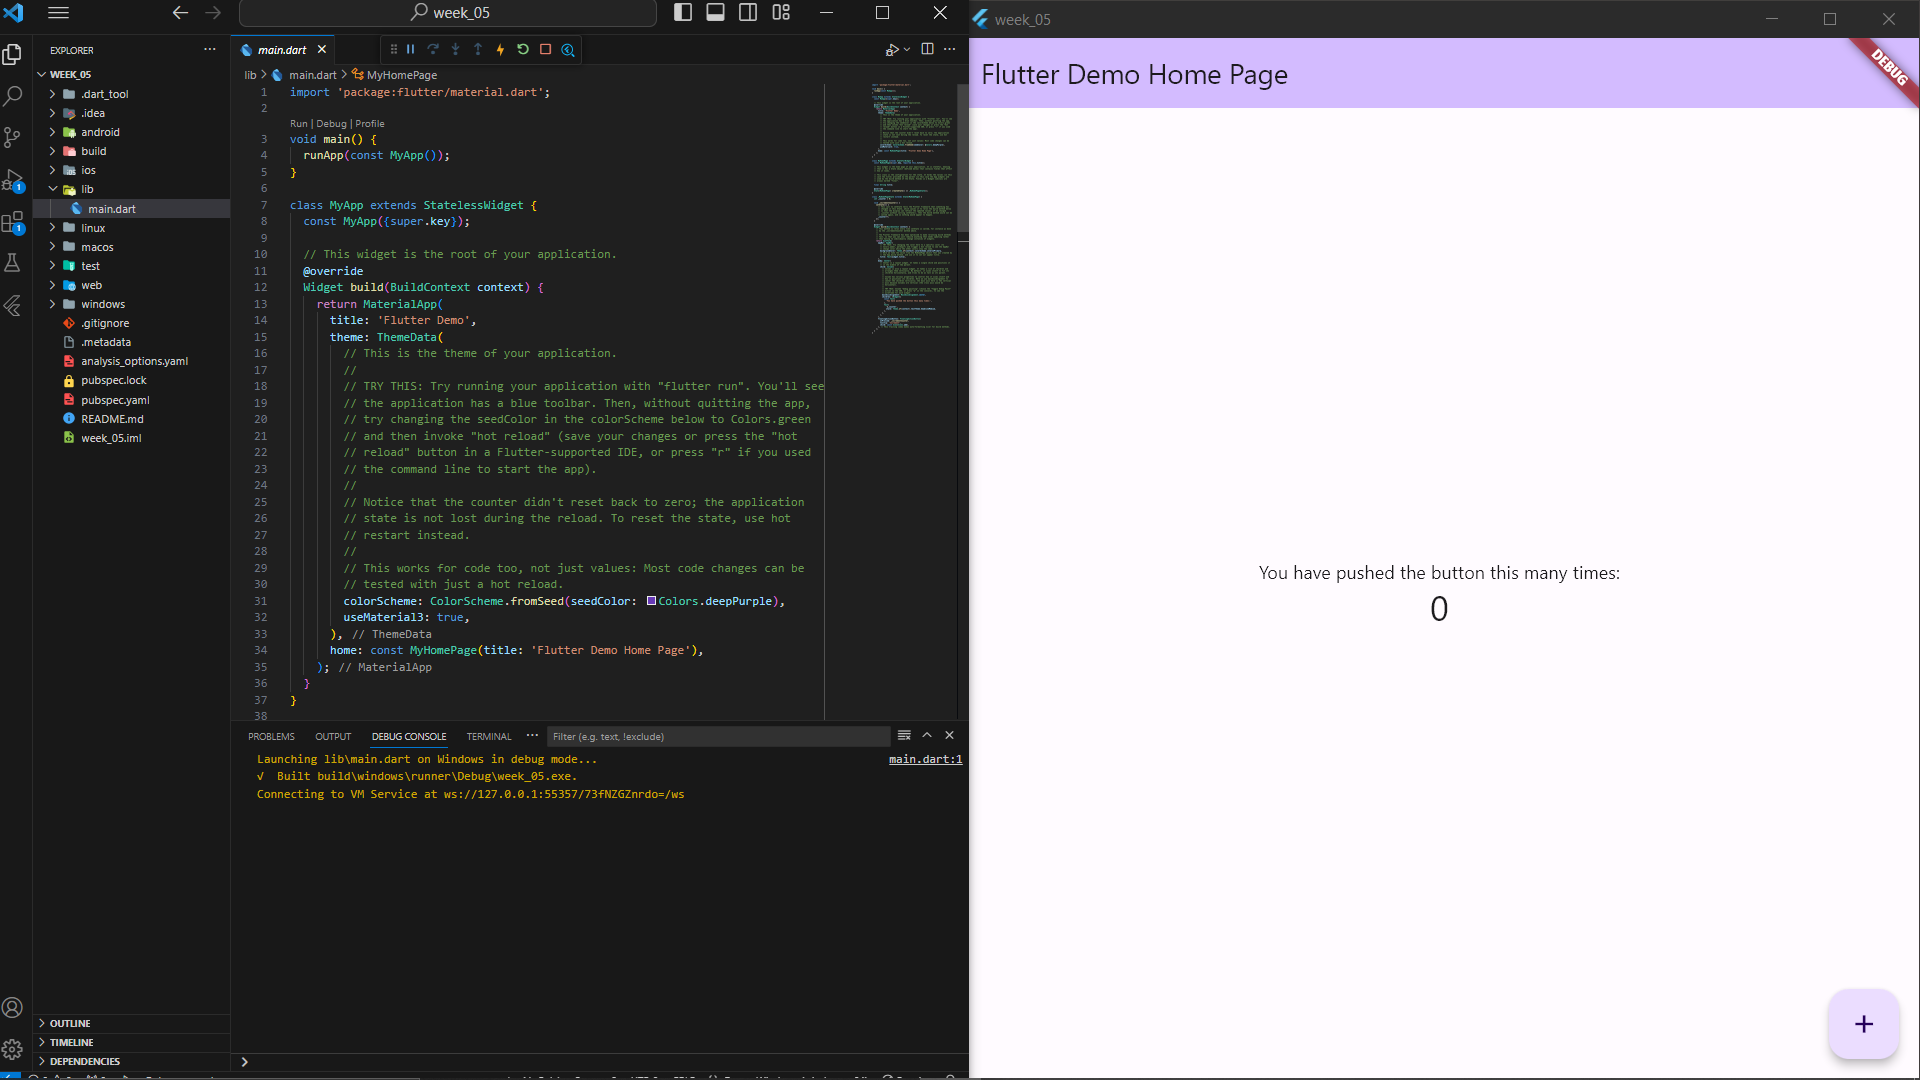 week_05
EXPLORER
WEEK_05
.dart_tool
.idea
android
build
ios
lib
main.dart
linux
macos
test
web
windows
.gitignore
.metadata
analysis_options.yaml
pubspec.lock
pubspec.yaml
README.md
week_05.iml
OUTLINE
TIMELINE
DEPENDENCIES
1
1
main.dart
lib > main.dart > MyHomePage
1 import 'package:flutter/material.dart';
2
Run | Debug | Profile
3 void main() {
4 runApp(const MyApp());
5 }
6
7 class MyApp extends StatelessWidget {
8 const MyApp({super.key});
9
10 // This widget is the root of your application.
11 @override
12 Widget build(BuildContext context) {
13 return MaterialApp(
14 title: 'Flutter Demo',
15 theme: ThemeData(
16 // This is the theme of your application.
17 //
18 // TRY THIS: Try running your application with "flutter run". You'll see
19 // the application has a blue toolbar. Then, without quitting the app,
20 // try changing the seedColor in the colorScheme below to Colors.green
21 // and then invoke "hot reload" (save your changes or press the "hot
22 // reload" button in a Flutter-supported IDE, or press "r" if you used
23 // the command line to start the app).
24 //
25 // Notice that the counter didn't reset back to zero; the application
26 // state is not lost during the reload. To reset the state, use hot
27 // restart instead.
28 //
29 // This works for code too, not just values: Most code changes can be
30 // tested with just a hot reload.
31 colorScheme: ColorScheme.fromSeed(seedColor: Colors.deepPurple),
32 useMaterial3: true,
33 ), // ThemeData
34 home: const MyHomePage(title: 'Flutter Demo Home Page'),
35 ); // MaterialApp
36 }
37 }
38
PROBLEMS OUTPUT DEBUG CONSOLE TERMINAL ··· Filter (e.g. text, !exclude)
Launching lib\main.dart on Windows in debug mode... main.dart:1
√ Built build\windows\runner\Debug\week_05.exe.
Connecting to VM Service at ws://127.0.0.1:55357/73fNZGZnrdo=/ws
week_05
Flutter Demo Home Page
DEBUG
You have pushed the button this many times:
0
+